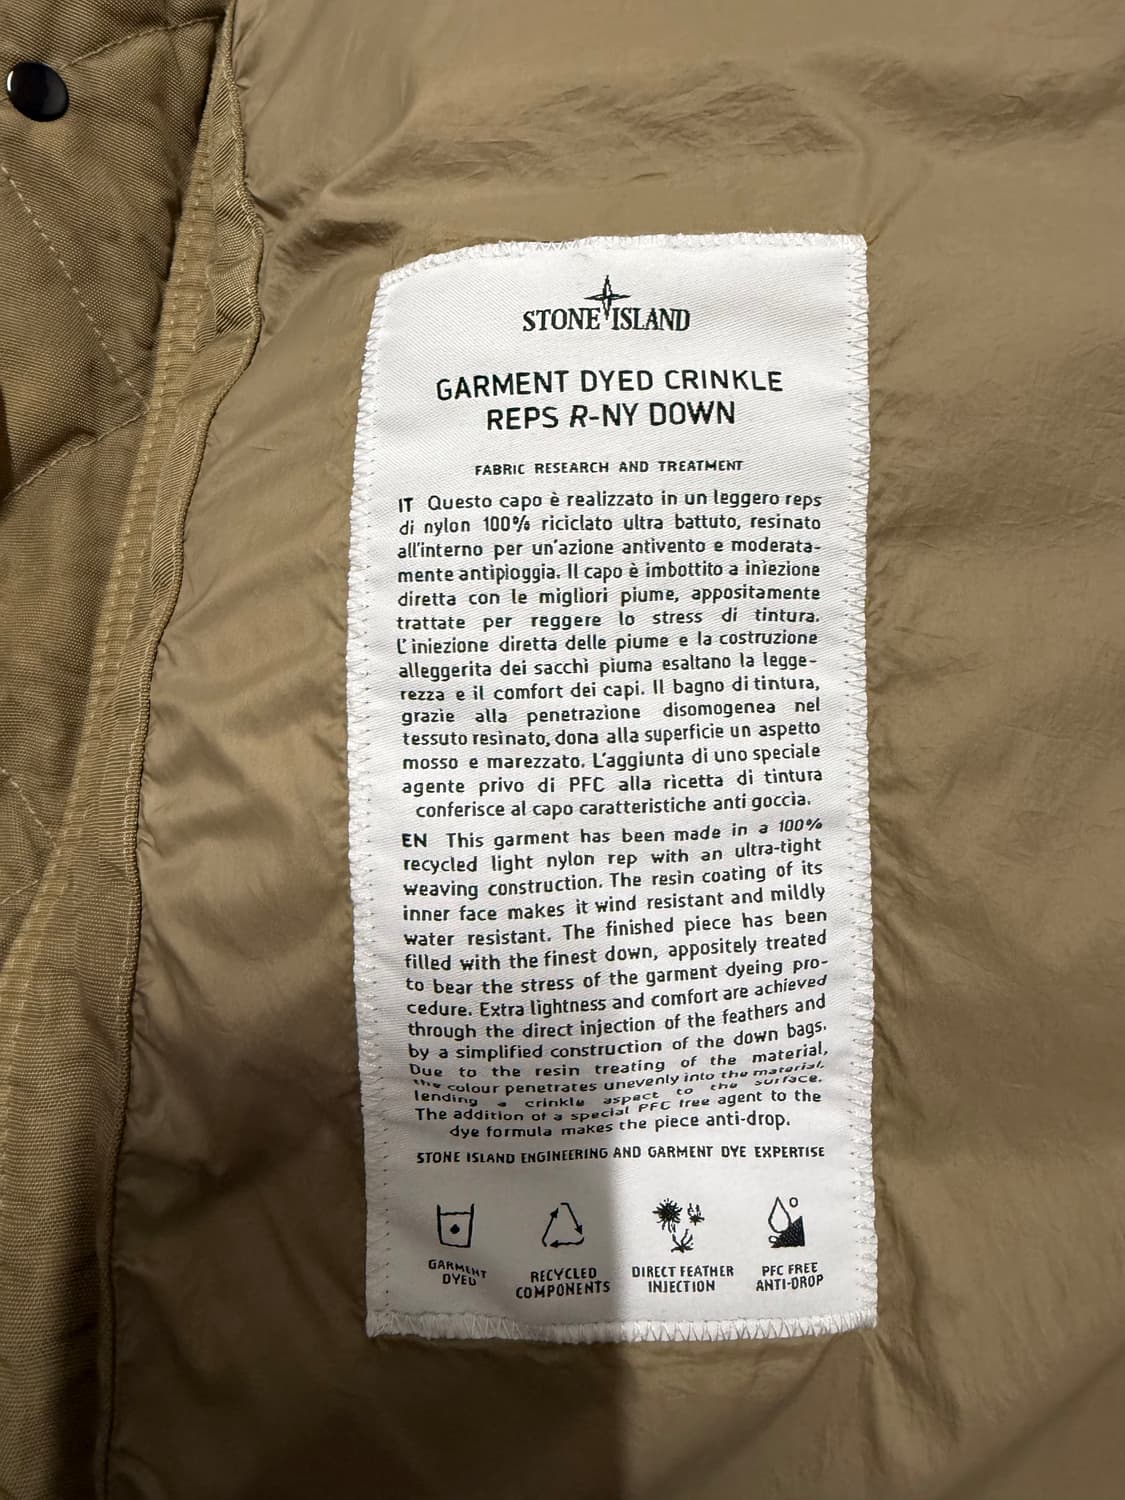 STONE ISLAND
GARMENT DYED CRINKLE
REPS R-NY DOWN
FABRIC RESEARCH AND TREATMENT
IT Questo capo è realizzato in un leggero reps
di nylon 100% riciclato ultra battuto, resinato
all'interno per un'azione antivento e moderata-
mente antipioggia. Il capo è imbottito a iniezione
diretta con le migliori piume, appositamente
trattate per reggere lo stress di tintura.
L'iniezione diretta delle piume e la costruzione
alleggerita dei sacchi piuma esaltano la legge-
rezza e il comfort dei capi. Il bagno di tintura,
grazie alla penetrazione disomogenea nel
tessuto resinato, dona alla superficie un aspetto
mosso e marezzato. L'aggiunta di uno speciale
agente privo di PFC alla ricetta di tintura
conferisce al capo caratteristiche anti goccia.
EN This garment has been made in a 100%
recycled light nylon rep with an ultra-tight
weaving construction. The resin coating of its
inner face makes it wind resistant and mildly
water resistant. The finished piece has been
filled with the finest down, appositely treated
to bear the stress of the garment dyeing pro-
cedure. Extra lightness and comfort are achieved
through the direct injection of the feathers and
by a simplified construction of the down bags.
Due to the resin treating of the material,
the colour penetrates unevenly into the material,
lending a crinkle aspect to the surface.
The addition of a special PFC free agent to the
dye formula makes the piece anti-drop.
STONE ISLAND ENGINEERING AND GARMENT DYE EXPERTISE
GARMENT
DYED
RECYCLED
COMPONENTS
DIRECT FEATHER
INJECTION
PFC FREE
ANTI-DROP